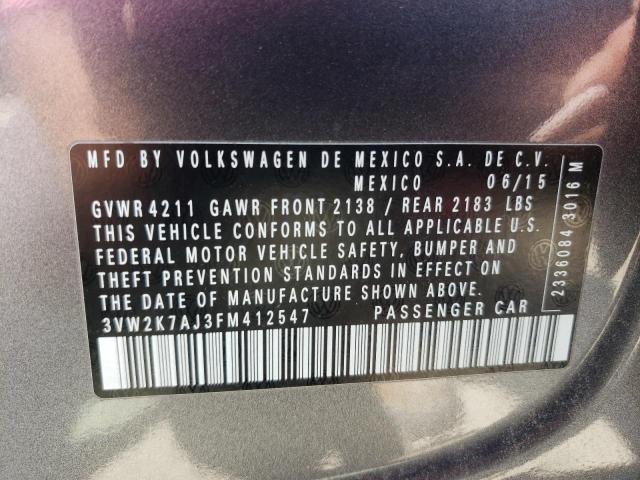 MFD BY VOLKSWAGEN DE MEXICO S.A. DE C.V.
MEXICO 06/15
GVWR 4211 GAWR FRONT 2138 / REAR 2183 LBS
THIS VEHICLE CONFORMS TO ALL APPLICABLE U.S.
FEDERAL MOTOR VEHICLE SAFETY, BUMPER AND
THEFT PREVENTION STANDARDS IN EFFECT ON
THE DATE OF MANUFACTURE SHOWN ABOVE.
3VW2K7AJ3FM412547 PASSENGER CAR
2336084 3016 M